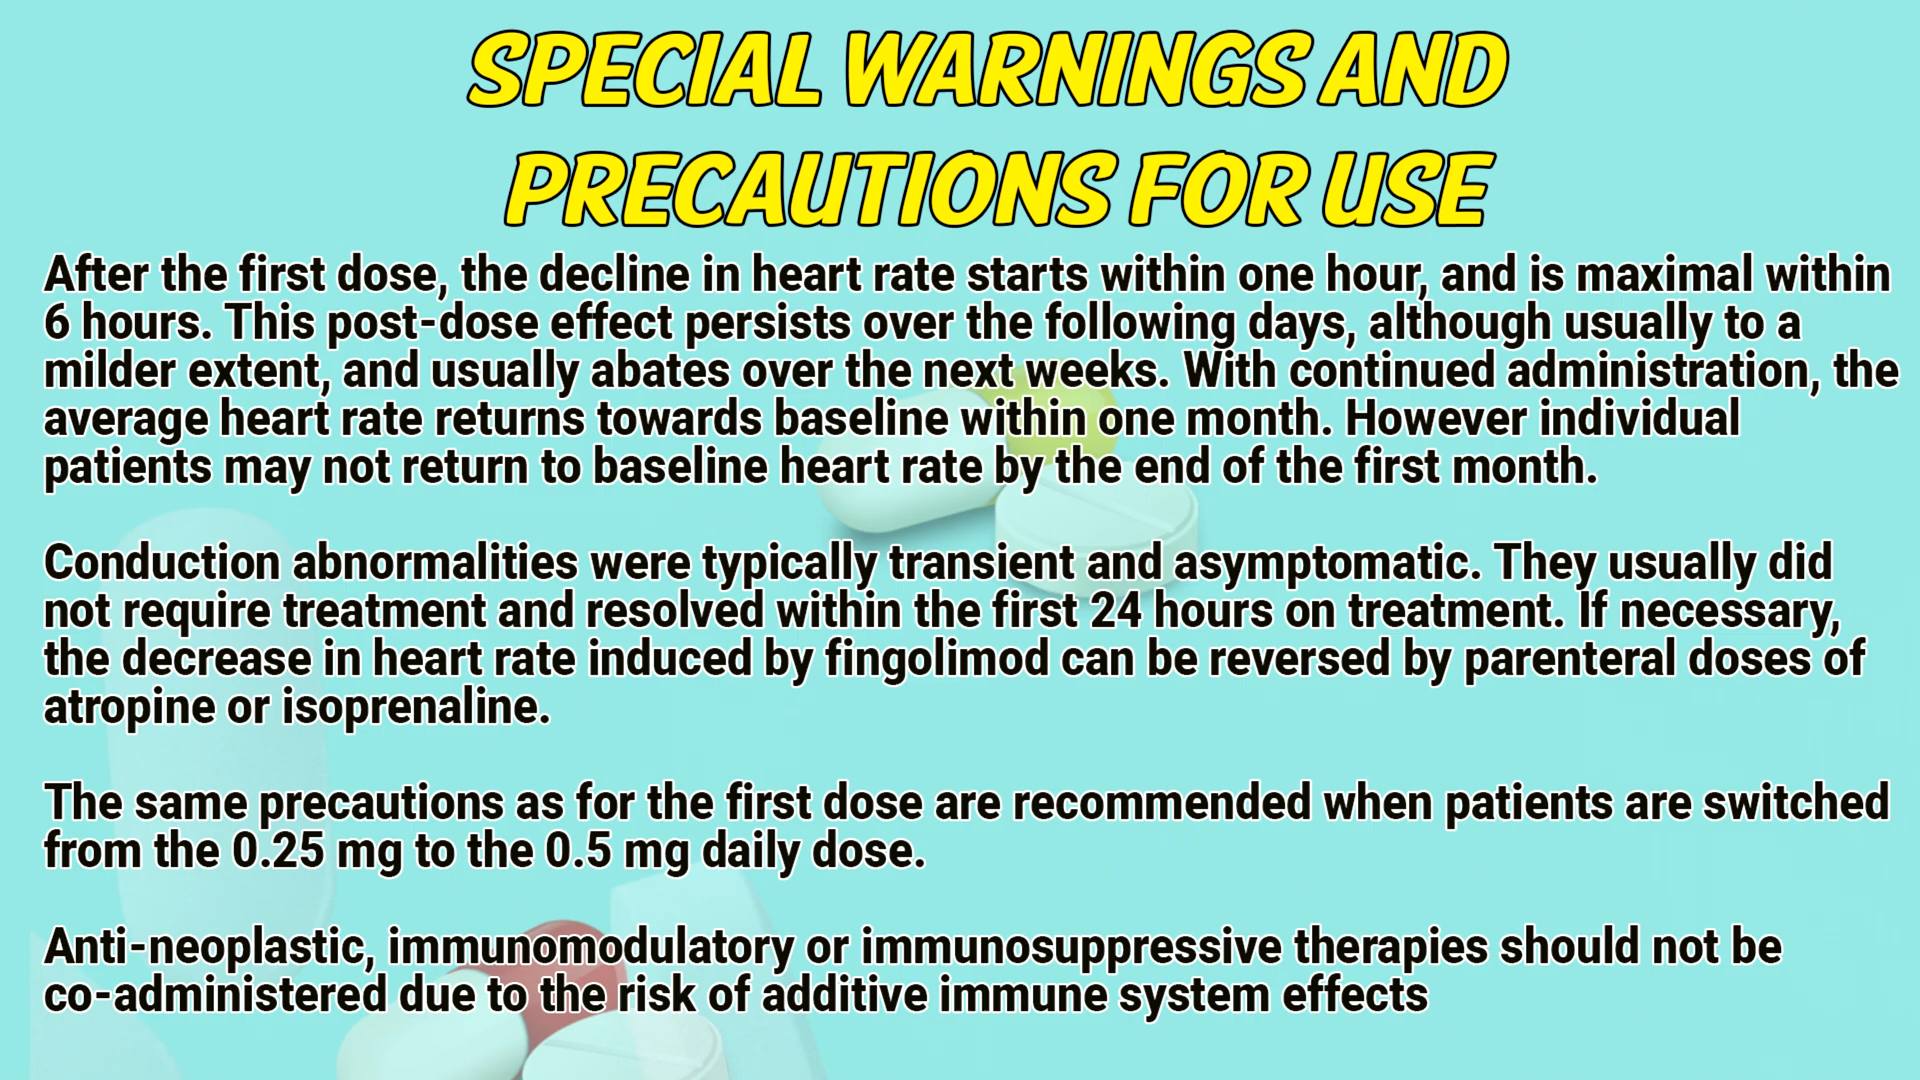 SPECIAL WARNINGS AND
PRECAUTIONS FOR USE
After the first dose, the decline in heart rate starts within one hour, and is maximal within
6 hours. This post-dose effect persists over the following days, although usually to a
milder extent, and usually abates over the next weeks. With continued administration, the
average heart rate returns towards baseline within one month. However individual
patients may not return to baseline heart rate by the end of the first month.
Conduction abnormalities were typically transient and asymptomatic. They usually did
not require treatment and resolved within the first 24 hours on treatment. If necessary,
the decrease in heart rate induced by fingolimod can be reversed by parenteral doses of
atropine or isoprenaline.
The same precautions as for the first dose are recommended when patients are switched
from the 0.25 mg to the 0.5 mg daily dose.
Anti-neoplastic, immunomodulatory or immunosuppressive therapies should not be
co-administered due to the risk of additive immune system effects